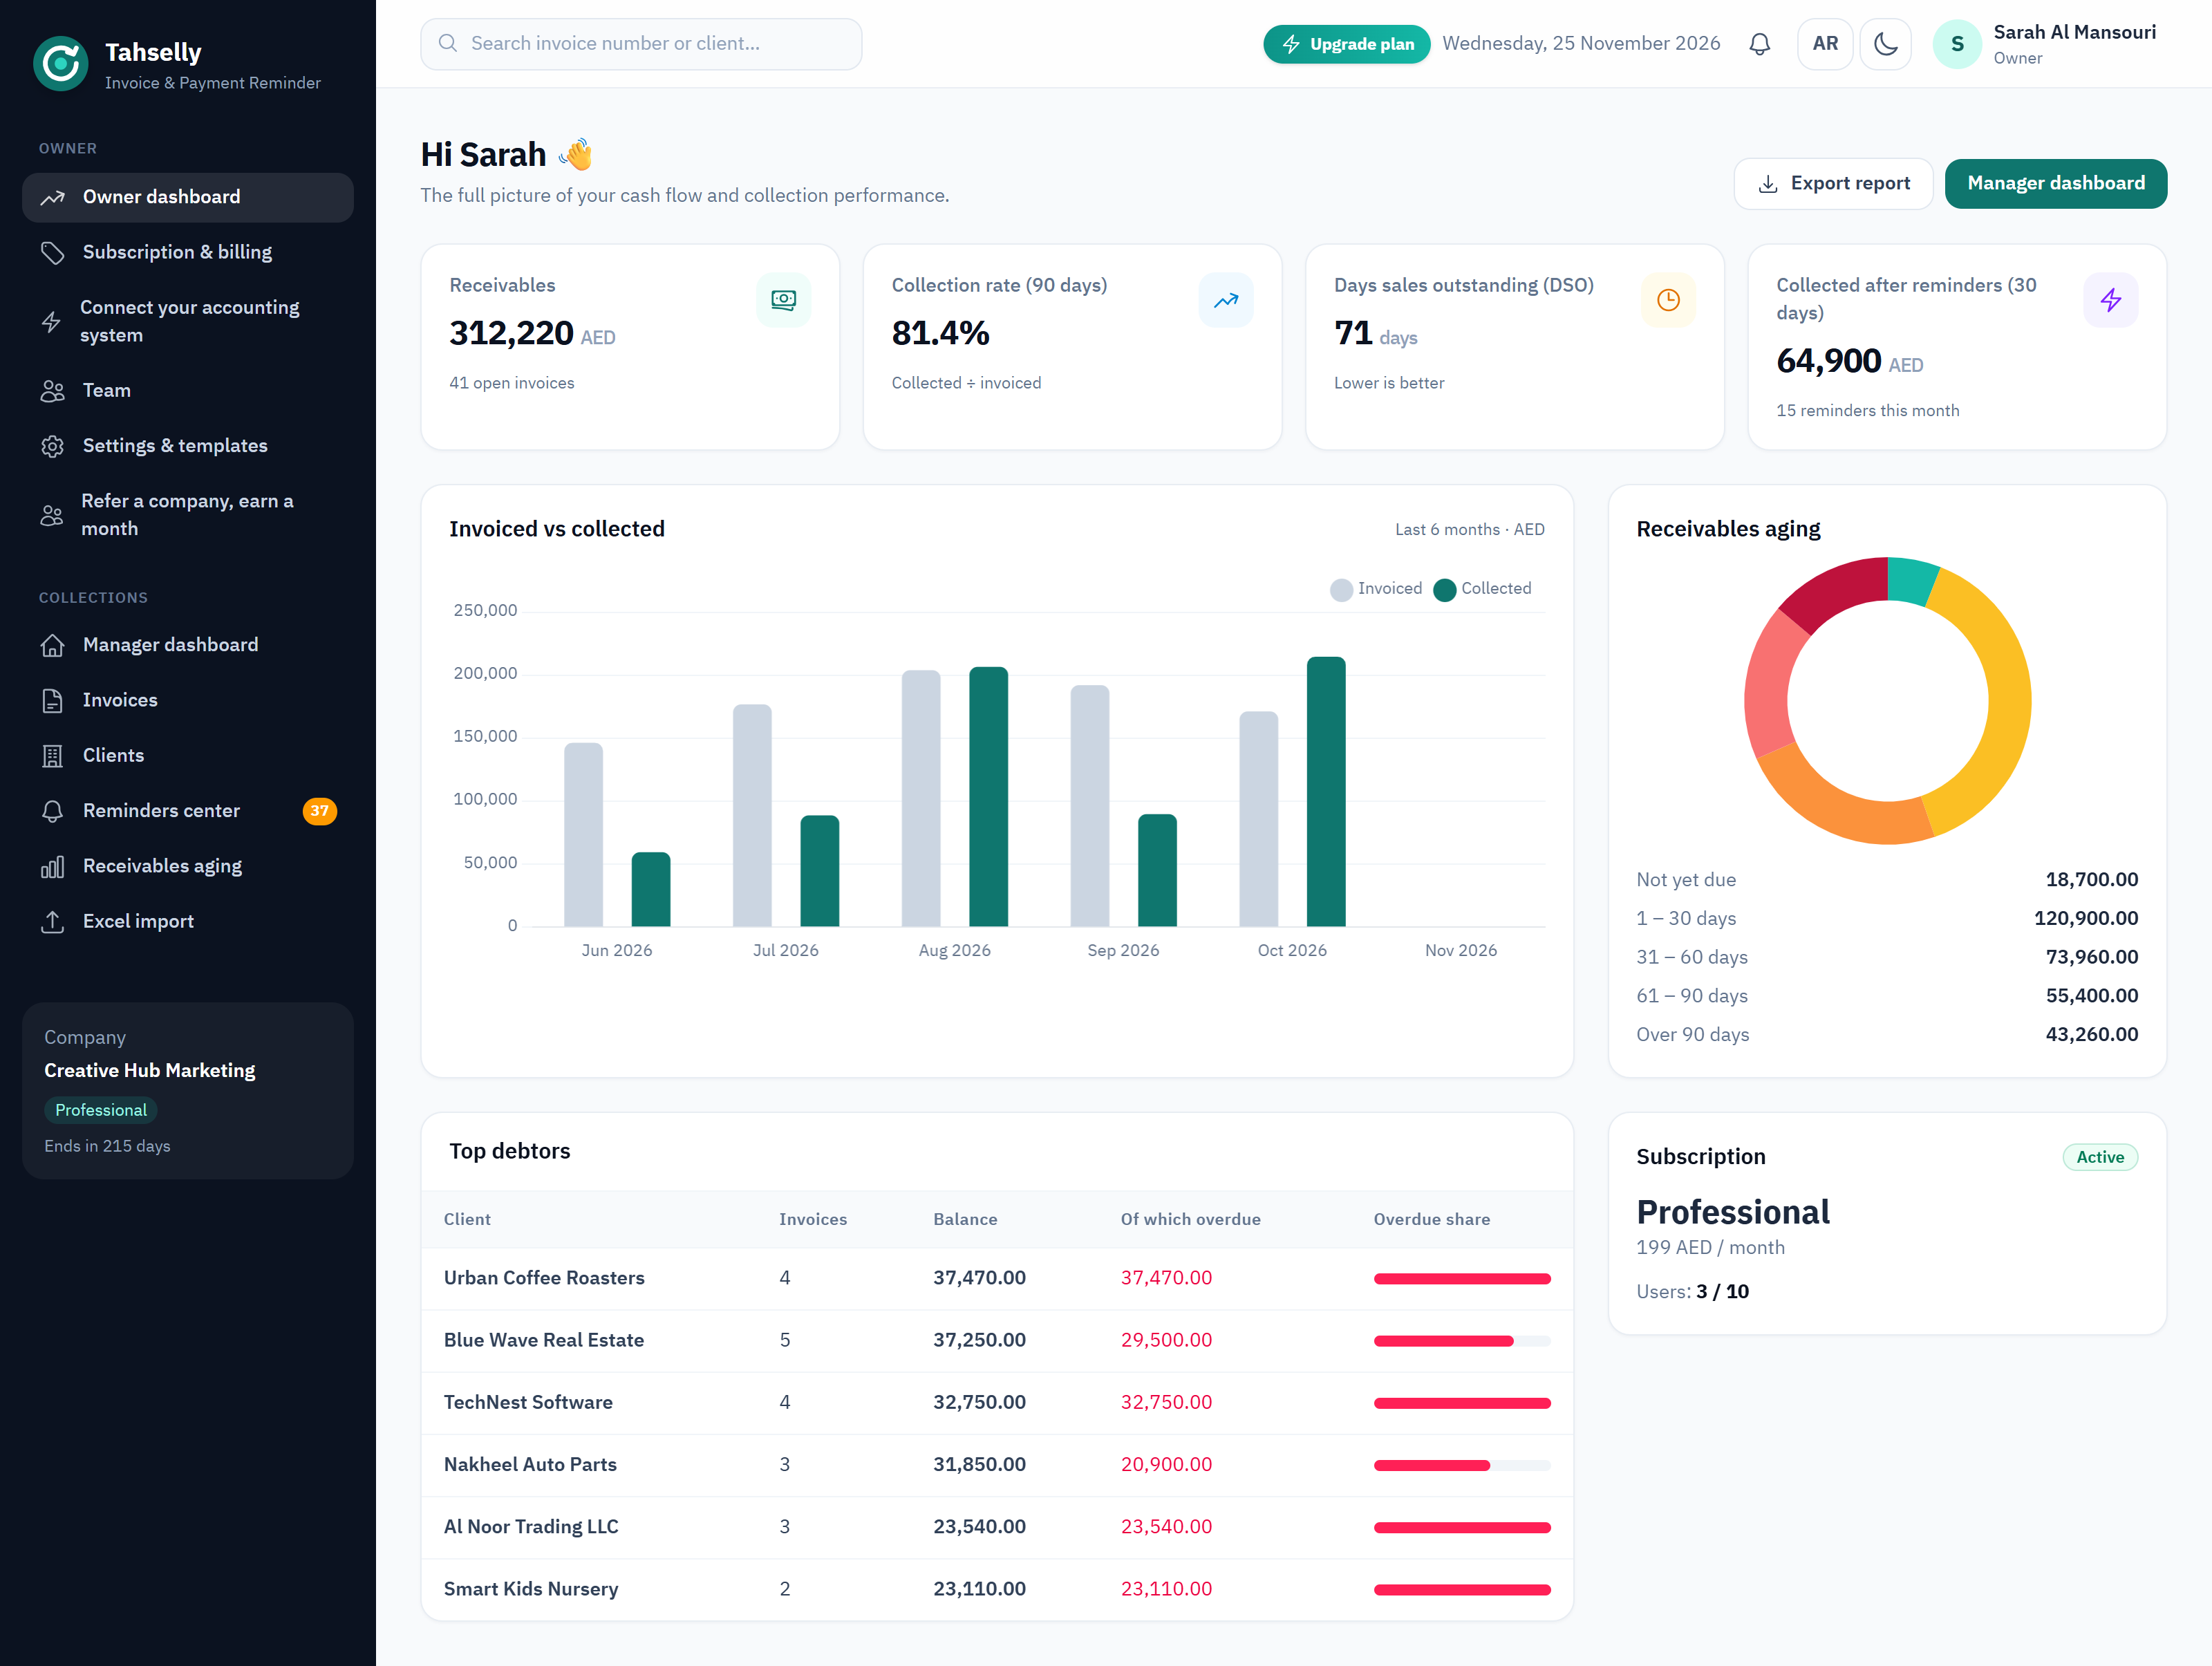 Tahselly
Invoice & Payment Reminder
OWNER
Owner dashboard
Subscription & billing
Connect your accounting
system
Team
Settings & templates
Refer a company, earn a
month
COLLECTIONS
Manager dashboard
Invoices
Clients
Reminders center 37
Receivables aging
Excel import
Company
Creative Hub Marketing
Professional
Ends in 215 days
Search invoice number or client...
Upgrade plan
Wednesday, 25 November 2026
AR
S
Sarah Al Mansouri
Owner
Hi Sarah 👋
The full picture of your cash flow and collection performance.
Export report
Manager dashboard
Receivables
312,220 AED
41 open invoices
Collection rate (90 days)
81.4%
Collected ÷ invoiced
Days sales outstanding (DSO)
71 days
Lower is better
Collected after reminders (30
days)
64,900 AED
15 reminders this month
Invoiced vs collected
Last 6 months · AED
Invoiced Collected
250,000
200,000
150,000
100,000
50,000
0
Jun 2026 Jul 2026 Aug 2026 Sep 2026 Oct 2026 Nov 2026
Receivables aging
Not yet due 18,700.00
1 – 30 days 120,900.00
31 – 60 days 73,960.00
61 – 90 days 55,400.00
Over 90 days 43,260.00
Top debtors
Client Invoices Balance Of which overdue Overdue share
Urban Coffee Roasters 4 37,470.00 37,470.00
Blue Wave Real Estate 5 37,250.00 29,500.00
TechNest Software 4 32,750.00 32,750.00
Nakheel Auto Parts 3 31,850.00 20,900.00
Al Noor Trading LLC 3 23,540.00 23,540.00
Smart Kids Nursery 2 23,110.00 23,110.00
Subscription
Active
Professional
199 AED / month
Users: 3 / 10